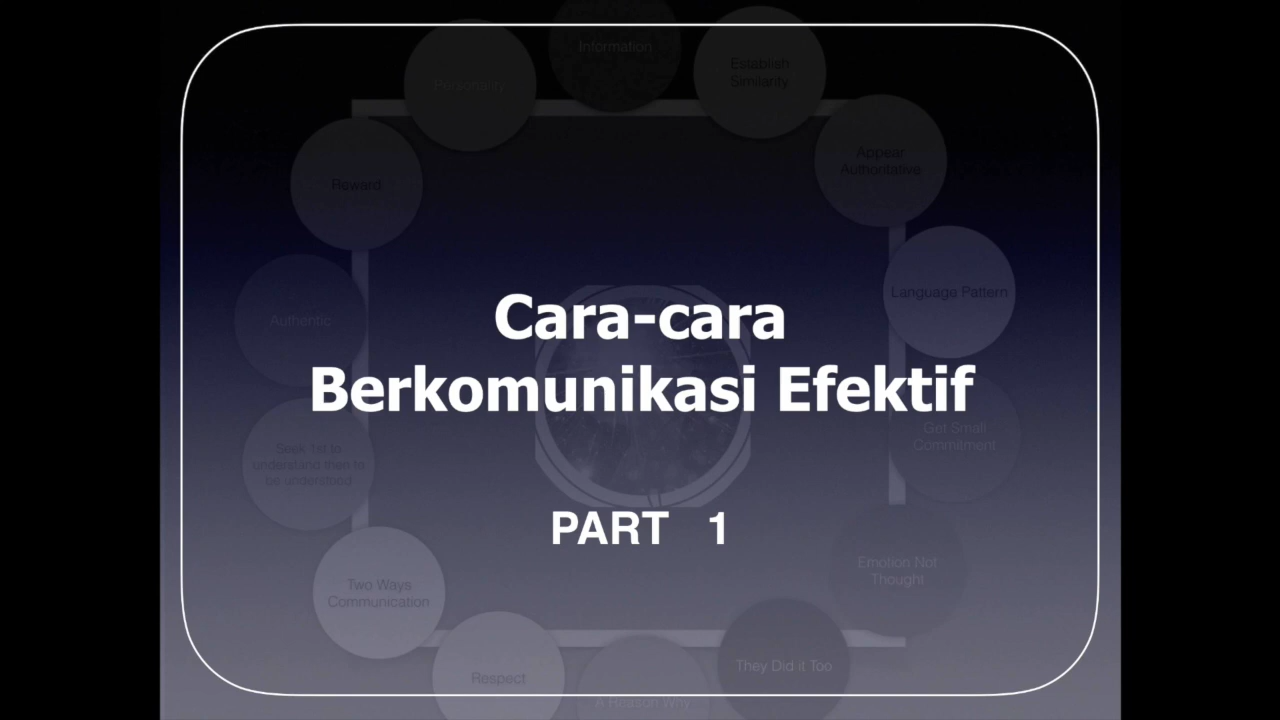 Information
Establish
Similarity
Personality
Appear
Authoritative
Reward
Language Pattern
Authentic
Cara-cara
Berkomunikasi Efektif
Get Small
Commitment
Seek 1st to
understand then to
be understood
PART 1
Emotion Not
Thought
Two Ways
Communication
They Did it Too
Respect
A Reason Why